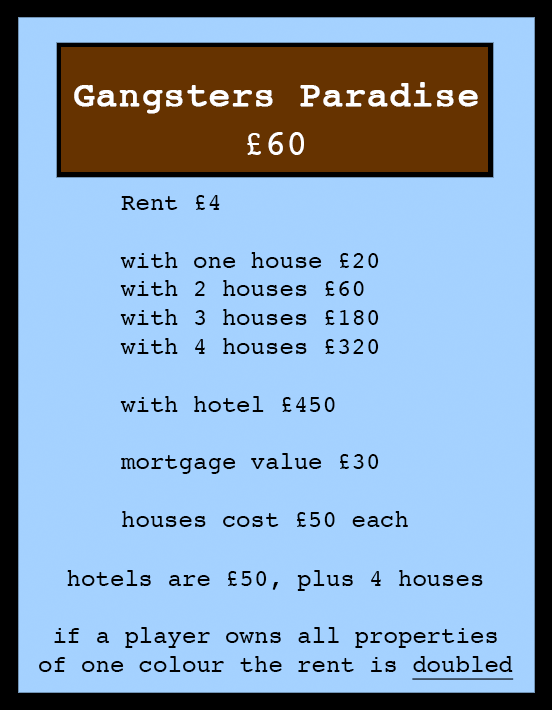 Gangsters Paradise
£60
Rent £4
with one house £20
with 2 houses £60
with 3 houses £180
with 4 houses £320
with hotel £450
mortgage value £30
houses cost £50 each
hotels are £50, plus 4 houses
if a player owns all properties
of one colour the rent is doubled